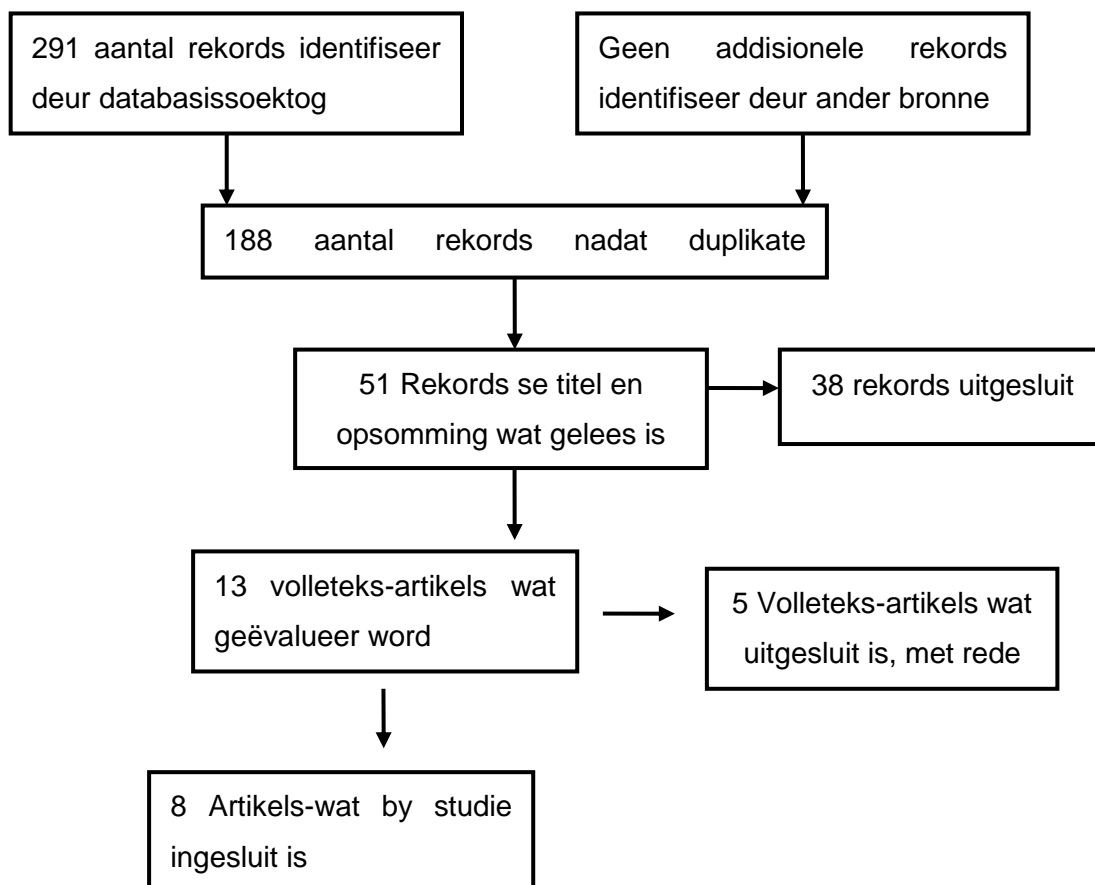 291 aantal rekords identifiseer
deur databasissoektog
Geen addisionele rekords
identifiseer deur ander bronne
188 aantal rekords nadat duplikate
51 Rekords se titel en
opsomming wat gelees is
38 rekords uitgesluit
13 volleteks-artikels wat
geëvalueer word
5 Volleteks-artikels wat
uitgesluit is, met rede
8 Artikels-wat by studie
ingesluit is